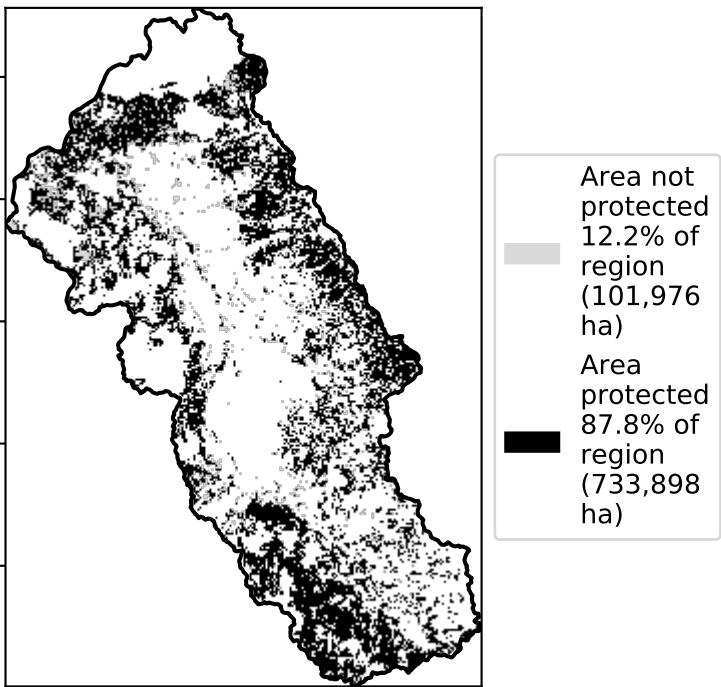 Area not
protected
12.2% of
region
(101,976
ha)
Area
protected
87.8% of
region
(733,898
ha)